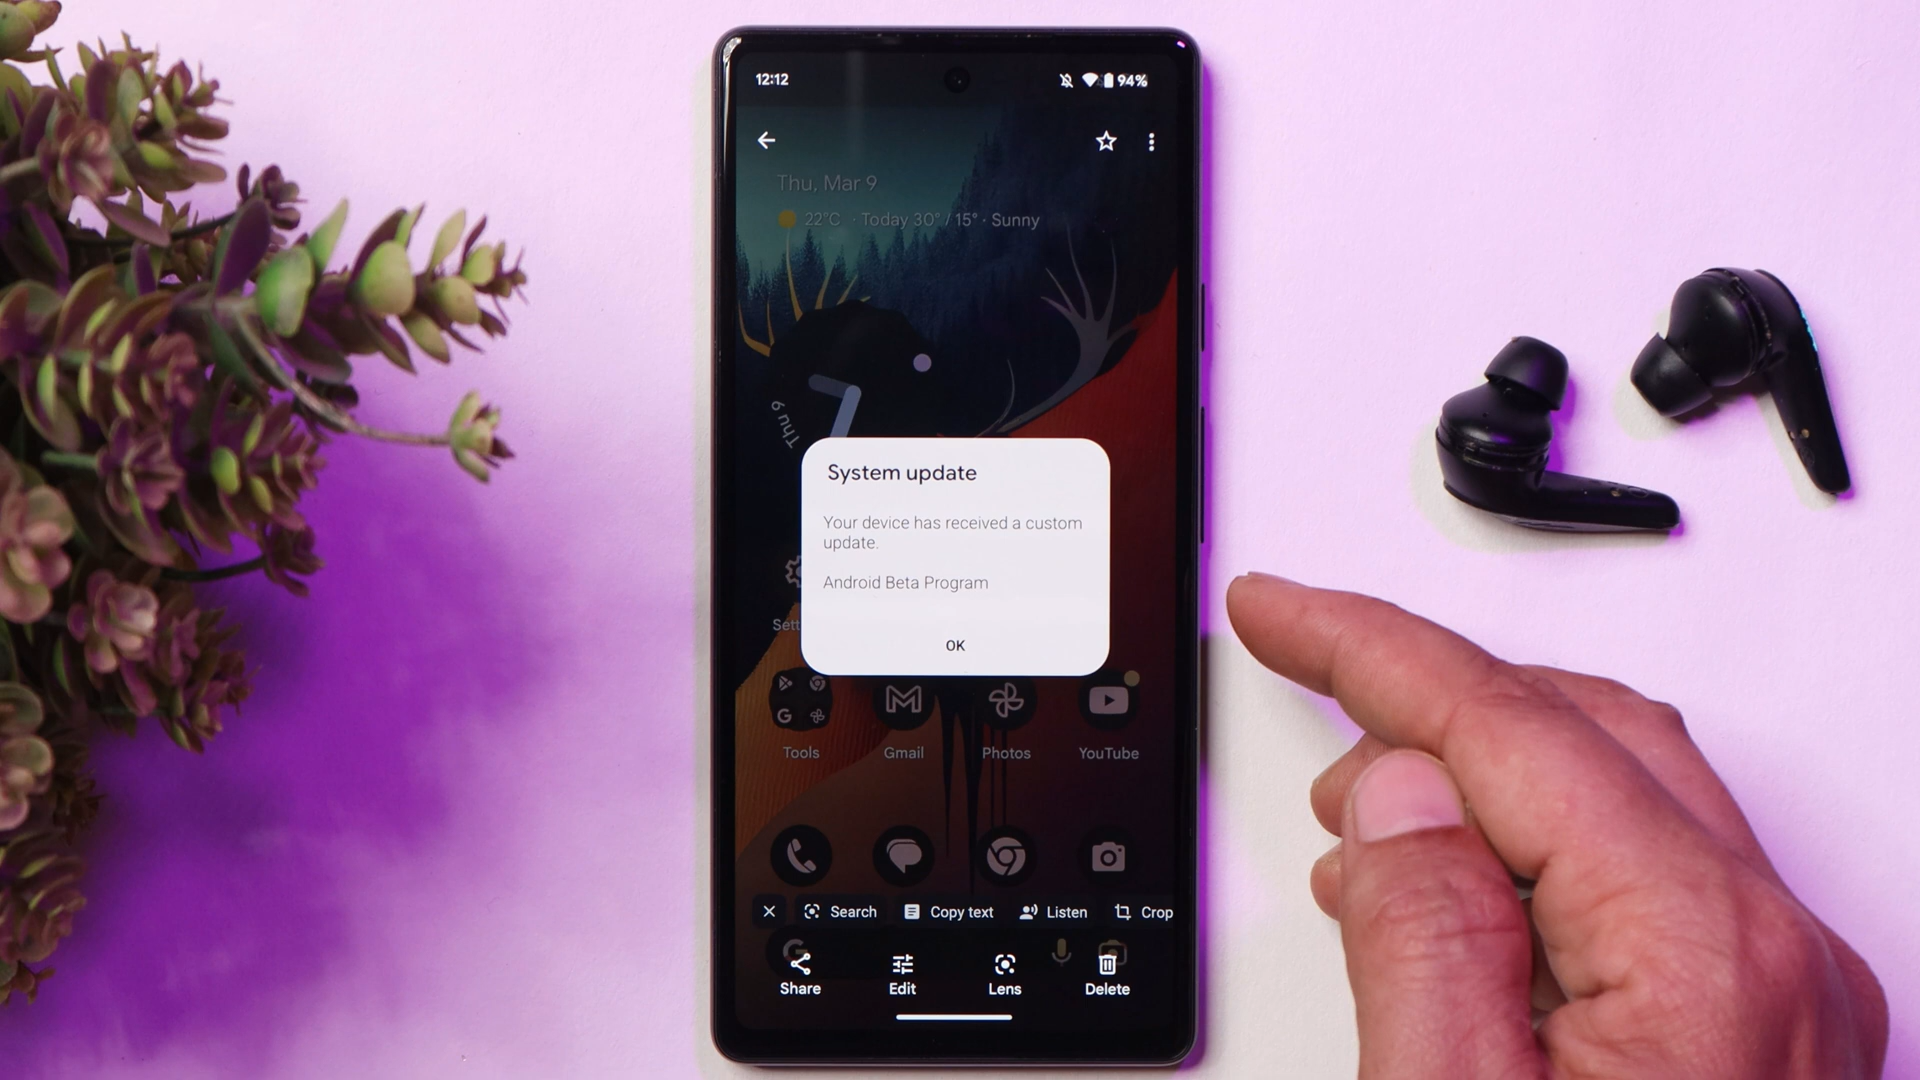 12:12
94%
Thu, Mar 9
22°C · Today 30° / 15° · Sunny
Thu 9
System update
Your device has received a custom
update.
Android Beta Program
OK
Sett
Tools
Gmail
Photos
YouTube
Search
Copy text
Listen
Crop
Share
Edit
Lens
Delete